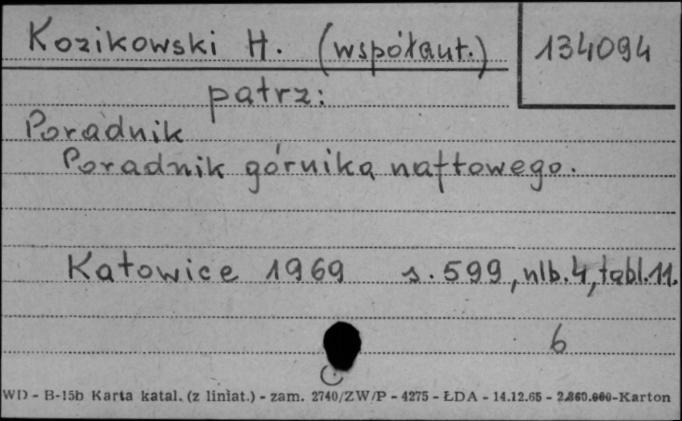 Kozikowski H. (współaut.) 134094
patrz:
Poradnik
Poradnik górnika naftowego.
Katowice 1969 s. 599, nlb. 4, tabl. 11.
6
WD - B-15b Karta katal. (z liniat.) - zam. 2740/ZW/P - 4275 - ŁDA - 14.12.65 - 2.860.000-Karton